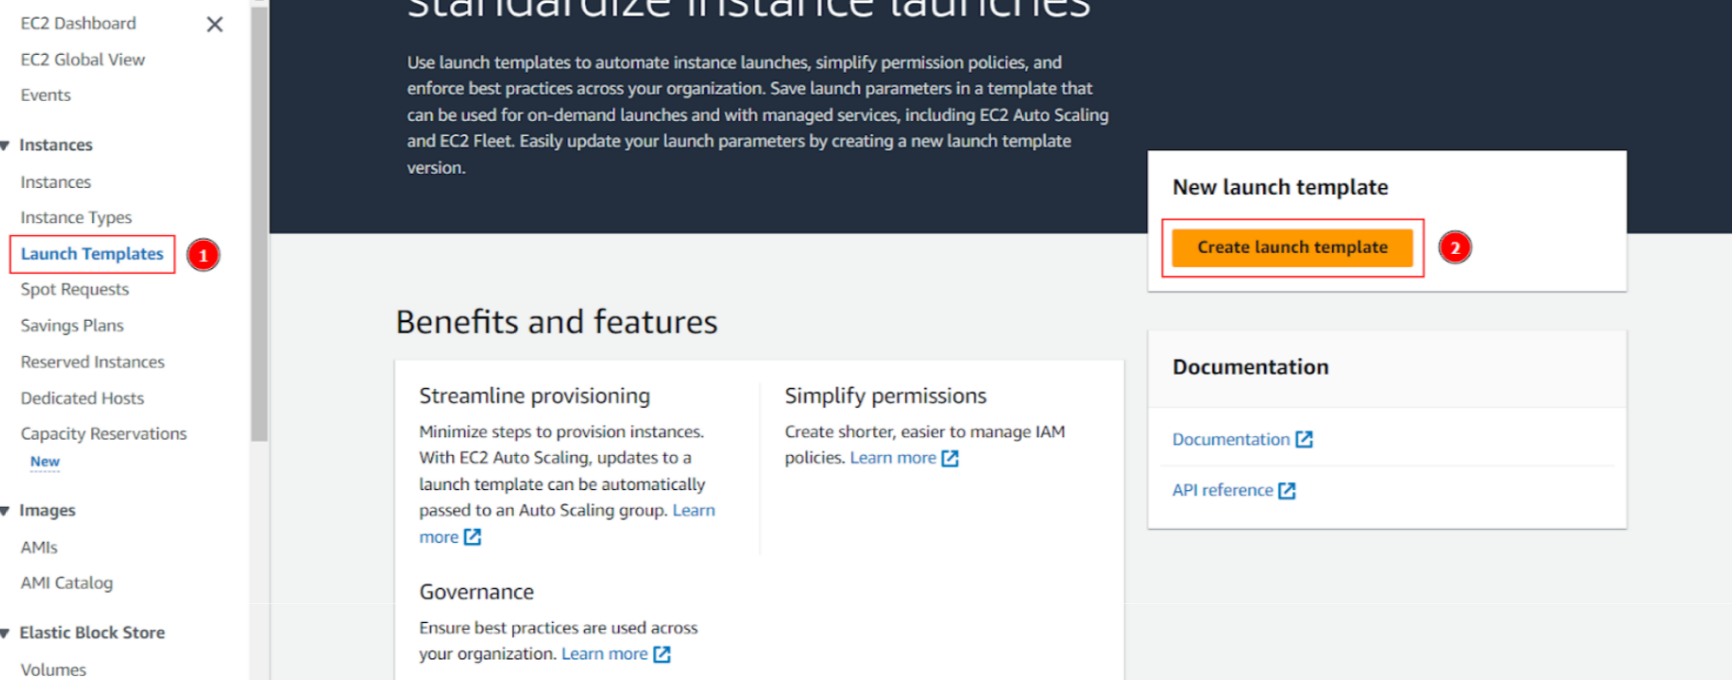 EC2 Dashboard
EC2 Global View
Events
Instances
Instances
Instance Types
Launch Templates
1
Spot Requests
Savings Plans
Reserved Instances
Dedicated Hosts
Capacity Reservations
New
Images
AMIs
AMI Catalog
Elastic Block Store
Volumes
standardize instance launches
Use launch templates to automate instance launches, simplify permission policies, and
enforce best practices across your organization. Save launch parameters in a template that
can be used for on-demand launches and with managed services, including EC2 Auto Scaling
and EC2 Fleet. Easily update your launch parameters by creating a new launch template
version.
New launch template
Create launch template
2
Benefits and features
Streamline provisioning
Minimize steps to provision instances.
With EC2 Auto Scaling, updates to a
launch template can be automatically
passed to an Auto Scaling group. Learn
more
Simplify permissions
Create shorter, easier to manage IAM
policies. Learn more
Governance
Ensure best practices are used across
your organization. Learn more
Documentation
Documentation
API reference